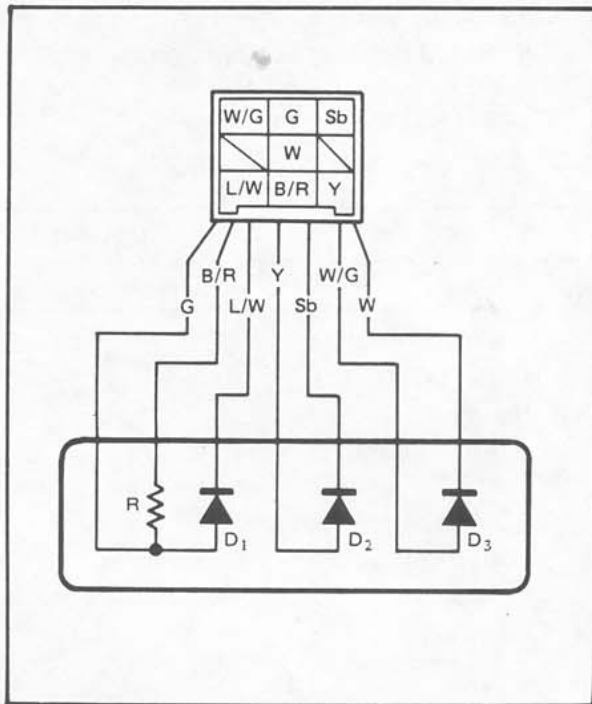 W/G G Sb
W
L/W B/R Y
G B/R L/W Y Sb W/G W
R D₁ D₂ D₃